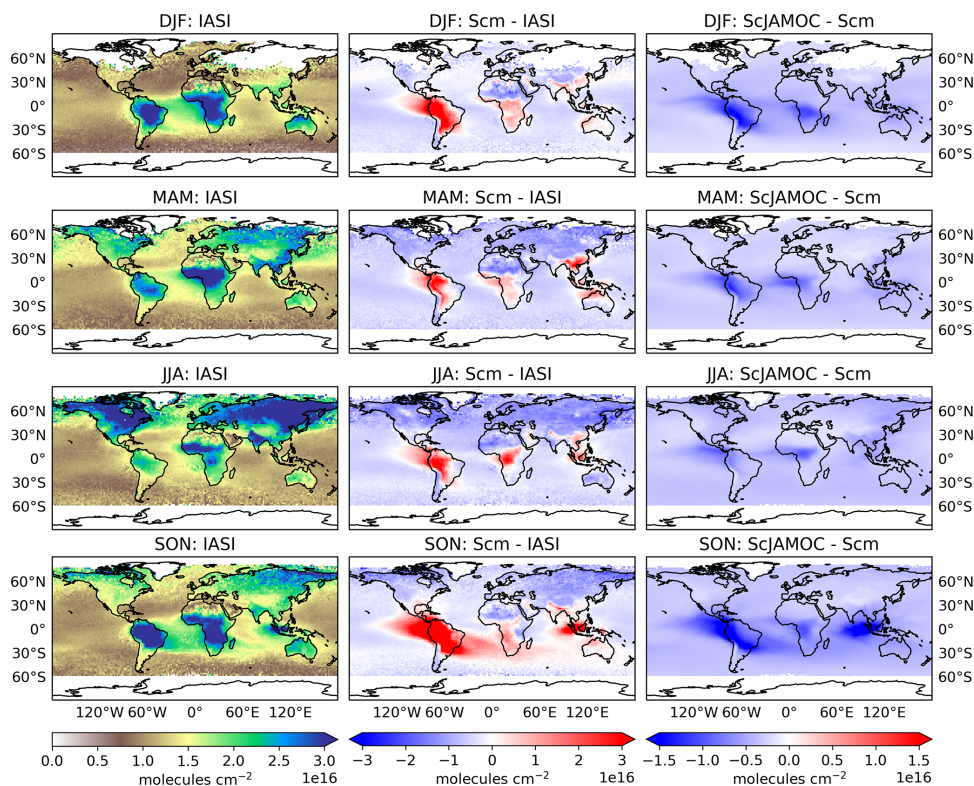 DJF: IASI DJF: Scm - IASI DJF: ScJAMOC - Scm
60°N 60°N
30°N 30°N
0° 0°
30°S 30°S
60°S 60°S
MAM: IASI MAM: Scm - IASI MAM: ScJAMOC - Scm
60°N 60°N
30°N 30°N
0° 0°
30°S 30°S
60°S 60°S
JJA: IASI JJA: Scm - IASI JJA: ScJAMOC - Scm
60°N 60°N
30°N 30°N
0° 0°
30°S 30°S
60°S 60°S
SON: IASI SON: Scm - IASI SON: ScJAMOC - Scm
60°N 60°N
30°N 30°N
0° 0°
30°S 30°S
60°S 60°S
120°W 60°W 0° 60°E 120°E 120°W 60°W 0° 60°E 120°E 120°W 60°W 0° 60°E 120°E
0.0 0.5 1.0 1.5 2.0 2.5 3.0 −3 −2 −1 0 1 2 3 −1.5 −1.0 −0.5 0.0 0.5 1.0 1.5
molecules cm⁻² 1e16 molecules cm⁻² 1e16 molecules cm⁻² 1e16